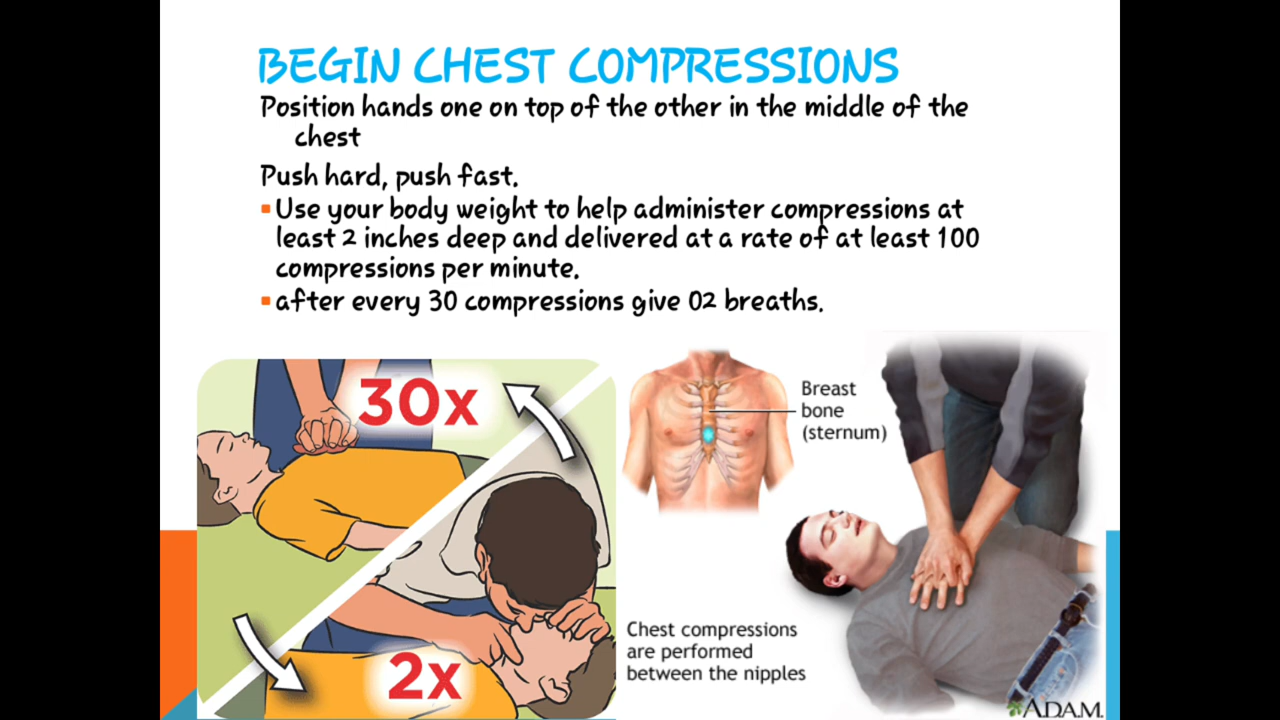 BEGIN CHEST COMPRESSIONS
Position hands one on top of the other in the middle of the
chest
Push hard, push fast.
Use your body weight to help administer compressions at
least 2 inches deep and delivered at a rate of at least 100
compressions per minute.
after every 30 compressions give 02 breaths.
30x
2x
Breast
bone
(sternum)
Chest compressions
are performed
between the nipples
ADAM.